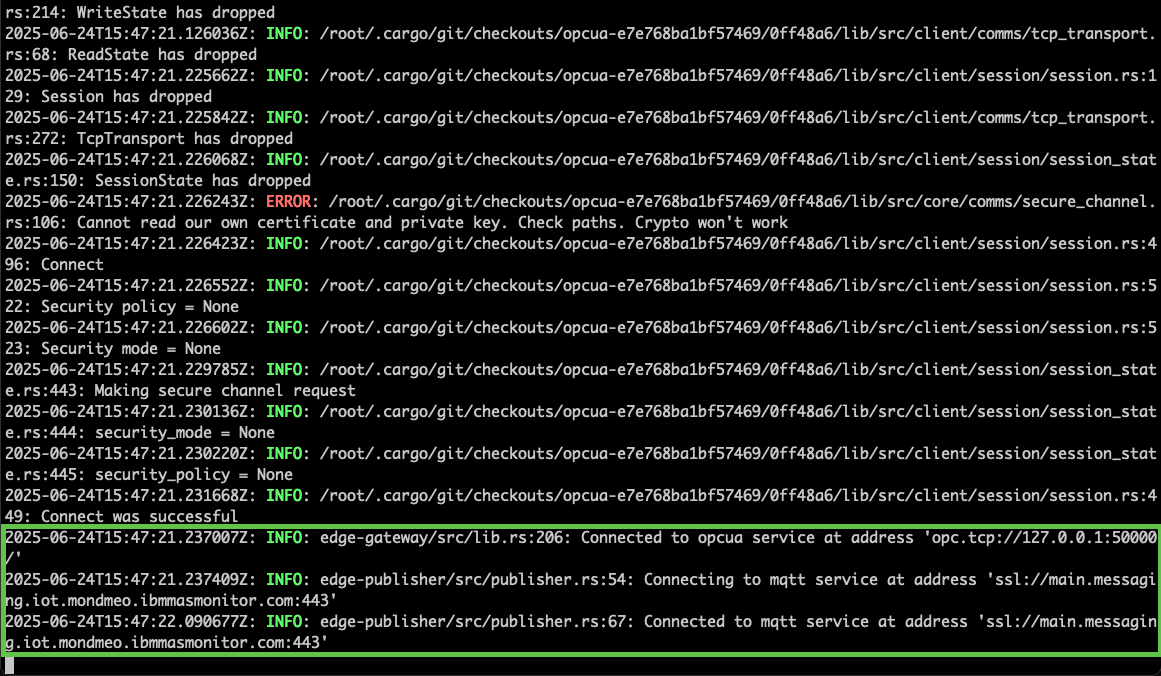 rs:214: WriteState has dropped
2025-06-24T15:47:21.126036Z: INFO: /root/.cargo/git/checkouts/opcua-e7e768ba1bf57469/0ff48a6/lib/src/client/comms/tcp_transport.
rs:68: ReadState has dropped
2025-06-24T15:47:21.225662Z: INFO: /root/.cargo/git/checkouts/opcua-e7e768ba1bf57469/0ff48a6/lib/src/client/session/session.rs:1
29: Session has dropped
2025-06-24T15:47:21.225842Z: INFO: /root/.cargo/git/checkouts/opcua-e7e768ba1bf57469/0ff48a6/lib/src/client/comms/tcp_transport.
rs:272: TcpTransport has dropped
2025-06-24T15:47:21.226068Z: INFO: /root/.cargo/git/checkouts/opcua-e7e768ba1bf57469/0ff48a6/lib/src/client/session/session_stat
e.rs:150: SessionState has dropped
2025-06-24T15:47:21.226243Z: ERROR: /root/.cargo/git/checkouts/opcua-e7e768ba1bf57469/0ff48a6/lib/src/core/comms/secure_channel.
rs:106: Cannot read our own certificate and private key. Check paths. Crypto won't work
2025-06-24T15:47:21.226423Z: INFO: /root/.cargo/git/checkouts/opcua-e7e768ba1bf57469/0ff48a6/lib/src/client/session/session.rs:4
96: Connect
2025-06-24T15:47:21.226552Z: INFO: /root/.cargo/git/checkouts/opcua-e7e768ba1bf57469/0ff48a6/lib/src/client/session/session.rs:5
22: Security policy = None
2025-06-24T15:47:21.226602Z: INFO: /root/.cargo/git/checkouts/opcua-e7e768ba1bf57469/0ff48a6/lib/src/client/session/session.rs:5
23: Security mode = None
2025-06-24T15:47:21.229785Z: INFO: /root/.cargo/git/checkouts/opcua-e7e768ba1bf57469/0ff48a6/lib/src/client/session/session_stat
e.rs:443: Making secure channel request
2025-06-24T15:47:21.230136Z: INFO: /root/.cargo/git/checkouts/opcua-e7e768ba1bf57469/0ff48a6/lib/src/client/session/session_stat
e.rs:444: security_mode = None
2025-06-24T15:47:21.230220Z: INFO: /root/.cargo/git/checkouts/opcua-e7e768ba1bf57469/0ff48a6/lib/src/client/session/session_stat
e.rs:445: security_policy = None
2025-06-24T15:47:21.231668Z: INFO: /root/.cargo/git/checkouts/opcua-e7e768ba1bf57469/0ff48a6/lib/src/client/session/session.rs:4
49: Connect was successful
2025-06-24T15:47:21.237007Z: INFO: edge-gateway/src/lib.rs:206: Connected to opcua service at address 'opc.tcp://127.0.0.1:50000
/'
2025-06-24T15:47:21.237409Z: INFO: edge-publisher/src/publisher.rs:54: Connecting to mqtt service at address 'ssl://main.messagi
ng.iot.mondmeo.ibmmasmonitor.com:443'
2025-06-24T15:47:22.090677Z: INFO: edge-publisher/src/publisher.rs:67: Connected to mqtt service at address 'ssl://main.messagin
g.iot.mondmeo.ibmmasmonitor.com:443'